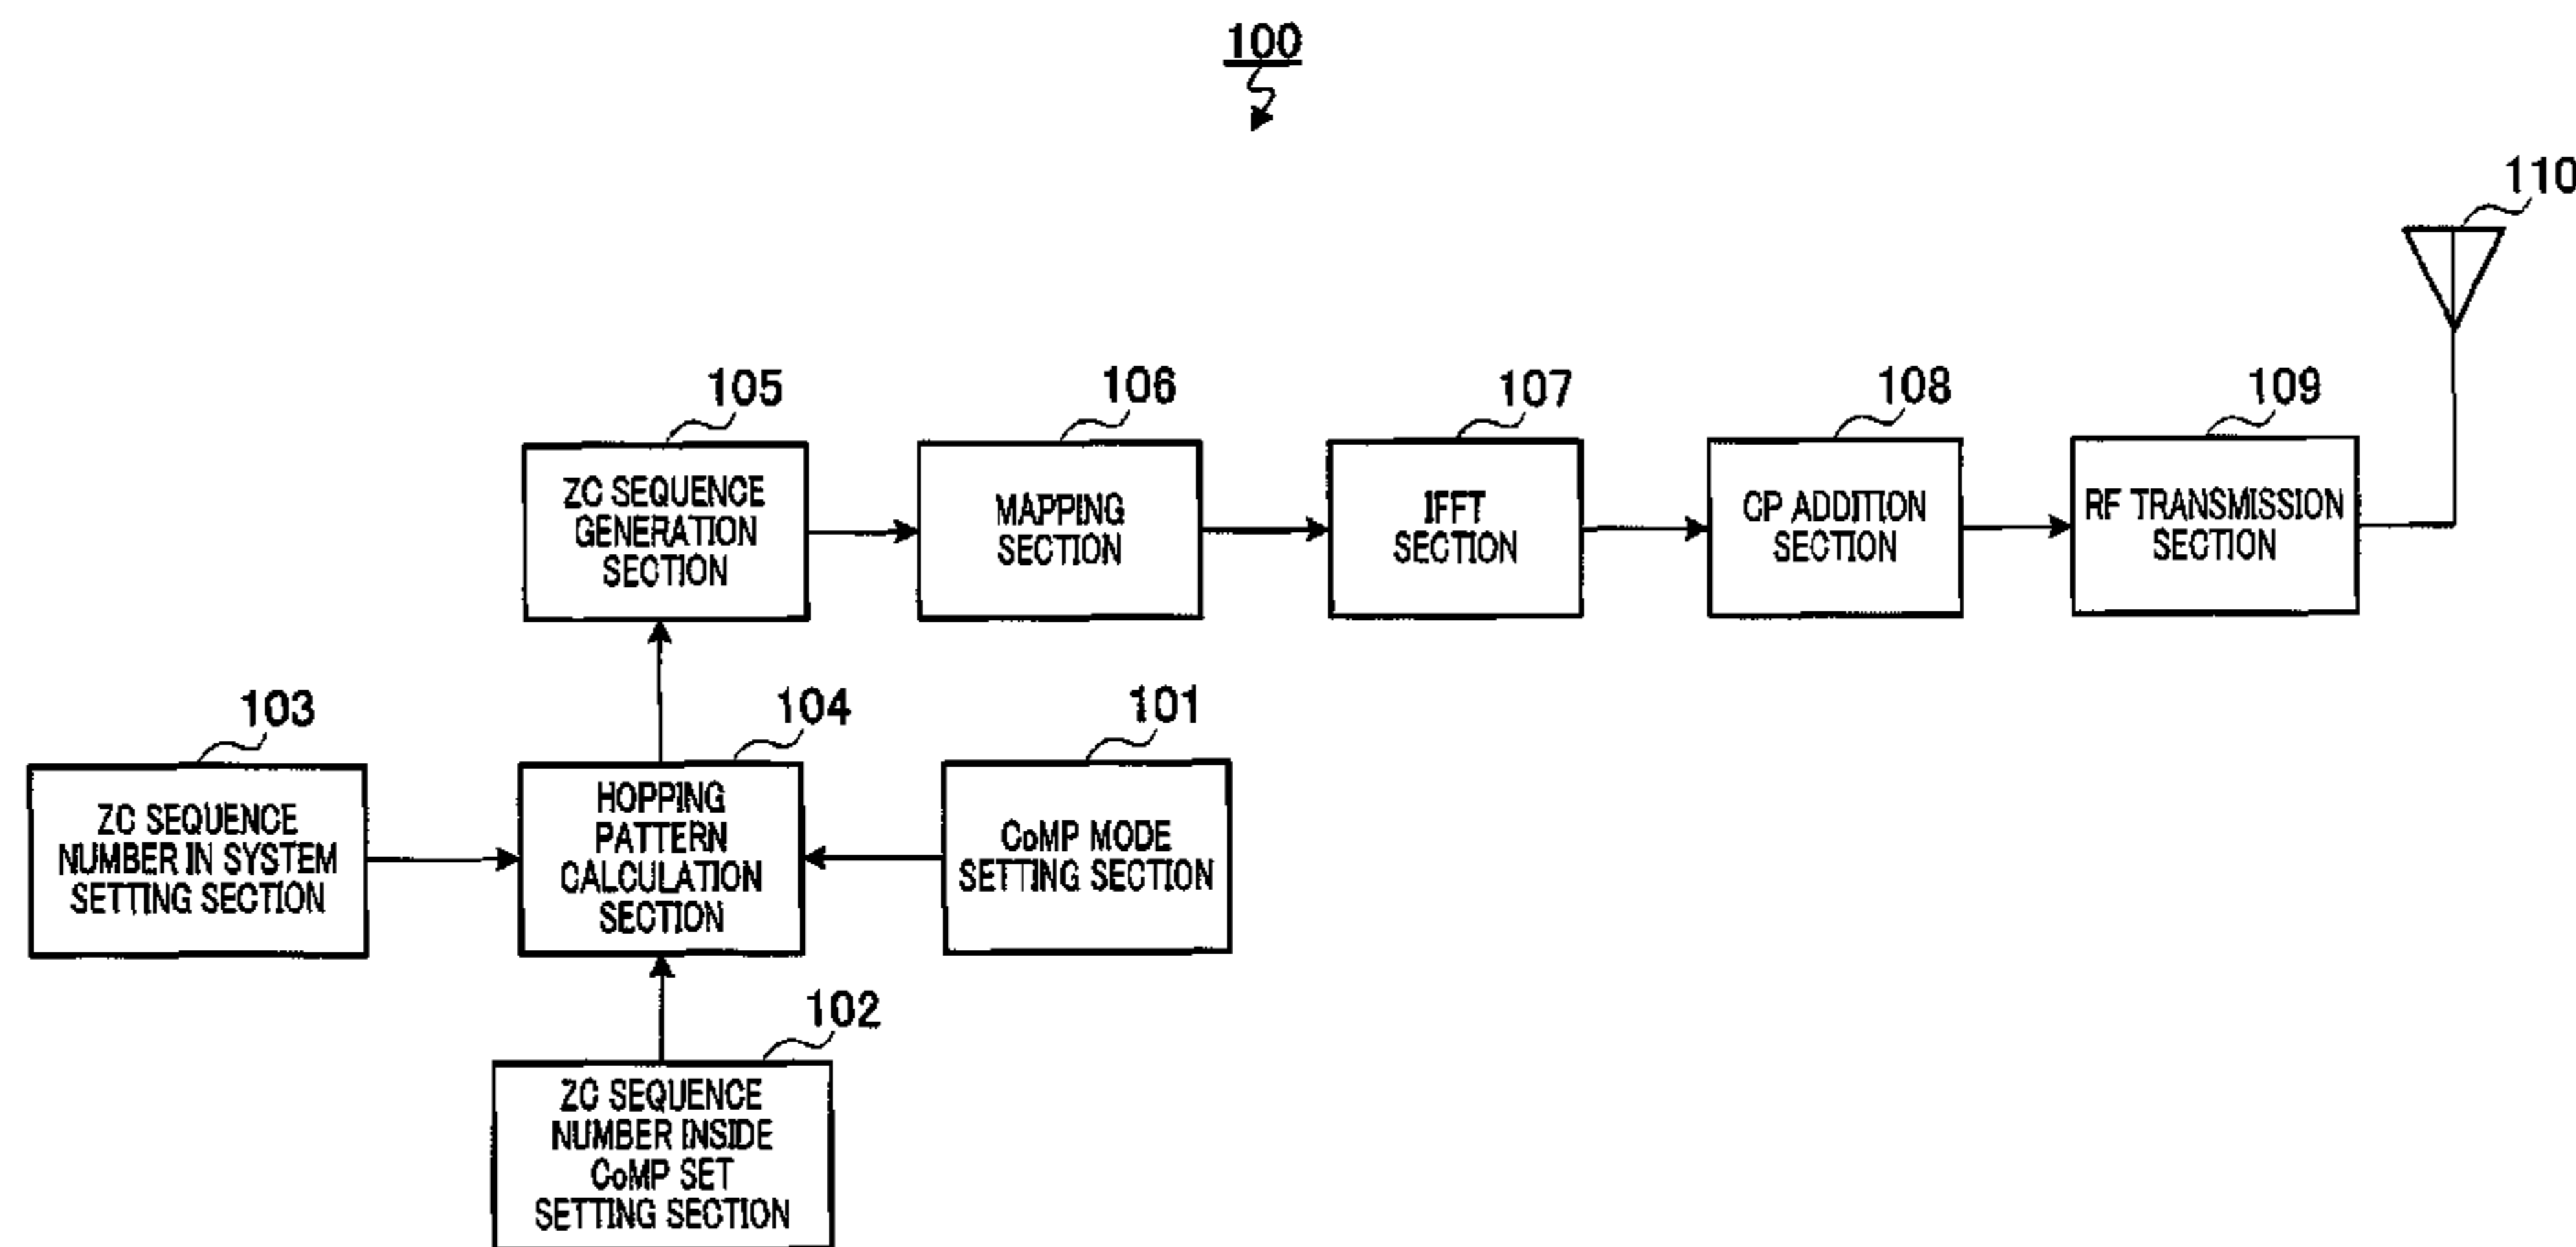 100
110
105
106
107
108
109
ZC SEQUENCE
GENERATION
SECTION
MAPPING
SECTION
IFFT
SECTION
CP ADDITION
SECTION
RF TRANSMISSION
SECTION
103
104
101
ZC SEQUENCE
NUMBER IN SYSTEM
SETTING SECTION
HOPPING
PATTERN
CALCULATION
SECTION
CoMP MODE
SETTING SECTION
102
ZC SEQUENCE
NUMBER INSIDE
CoMP SET
SETTING SECTION